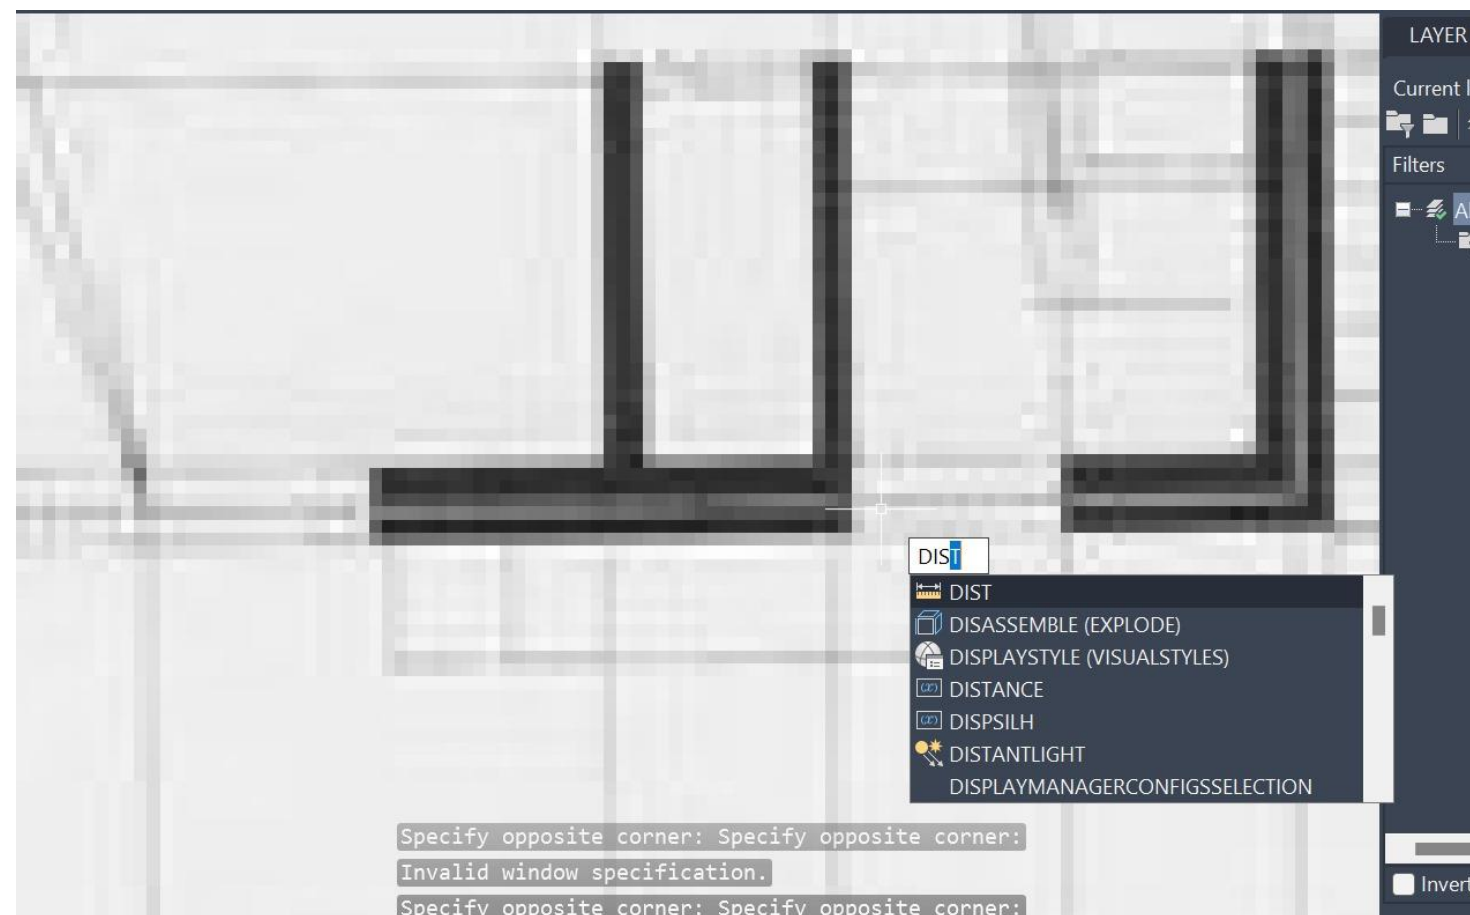 LAYER
Current l
Filters
A
DIST
DIST
DISASSEMBLE (EXPLODE)
DISPLAYSTYLE (VISUALSTYLES)
DISTANCE
DISPSILH
DISTANTLIGHT
DISPLAYMANAGERCONFIGSSELECTION
Specify opposite corner: Specify opposite corner:
Invalid window specification.
Specify opposite corner: Specify opposite corner:
Invert